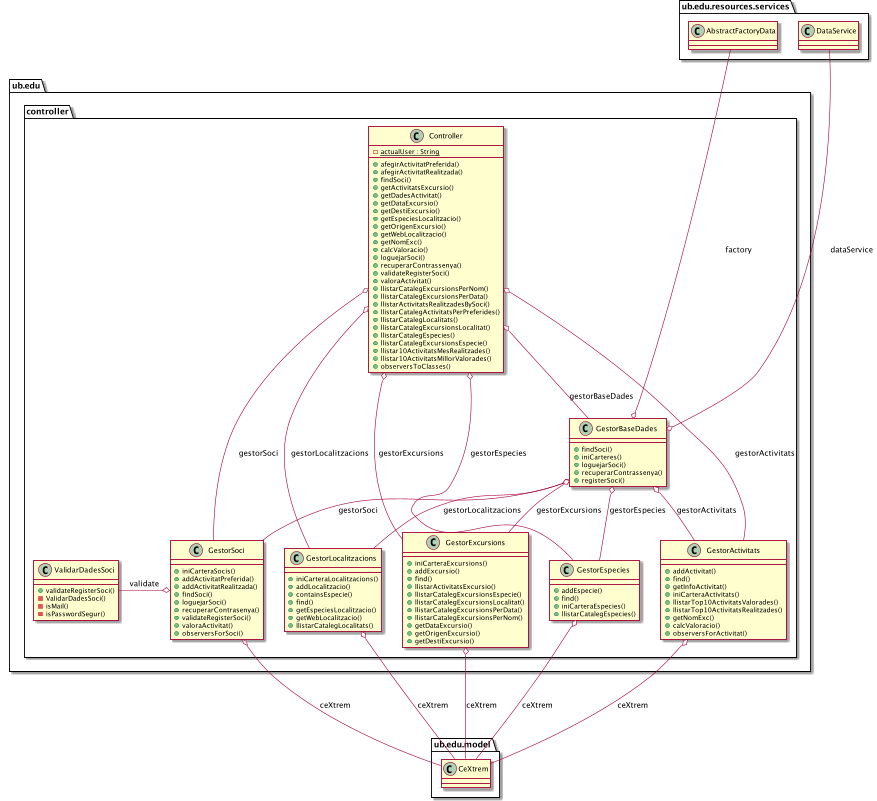 ub.edu.resources.services
AbstractFactoryData
DataService
ub.edu
controller
Controller
actualUser : String
afegirActivitatPreferida()
afegirActivitatRealitzada()
findSoci()
getActivitatsExcursio()
getDadesActivitat()
getDataExcursio()
getDestiExcursio()
getEspeciesLocalitzacio()
getOrigenExcursio()
getWebLocalitzacio()
getNomExc()
calcValoracio()
loguejarSoci()
recuperarContrassenya()
validateRegisterSoci()
valoraActivitat()
llistarCatalegExcursionsPerNom()
llistarCatalegExcursionsPerData()
llistarActivitatsRealitzadesBySoci()
llistarCatalegActivitatsPerPreferides()
llistarCatalegLocalitats()
llistarCatalegExcursionsLocalitat()
llistarCatalegEspecies()
llistarCatalegExcursionsEspecie()
llistar10ActivitatsMesRealitzades()
llistar10ActivitatsMillorValorades()
observersToClasses()
factory
dataService
gestorBaseDades
GestorBaseDades
findSoci()
iniCarteres()
loguejarSoci()
recuperarContrassenya()
registerSoci()
gestorSoci
gestorLocalitzacions
gestorExcursions
gestorEspecies
gestorActivitats
gestorSoci
gestorLocalitzacions
gestorExcursions
gestorEspecies
gestorActivitats
ValidarDadesSoci
validateRegisterSoci()
ValidarDadesSoci()
isMail()
isPasswordSegur()
validate
GestorSoci
iniCarteraSocis()
addActivitatPreferida()
addActivitatRealitzada()
findSoci()
loguejarSoci()
recuperarContrasenya()
validateRegisterSoci()
valoraActivitat()
observersForSoci()
GestorLocalitzacions
iniCarteraLocalitzacions()
addLocalitzacio()
containsEspecie()
find()
getEspeciesLocalitzacio()
getWebLocalitzacio()
llistarCatalegLocalitats()
GestorExcursions
iniCarteraExcursions()
addExcursio()
find()
llistarActivitatsExcursio()
llistarCatalegExcursionsEspecie()
llistarCatalegExcursionsLocalitat()
llistarCatalegExcursionsPerData()
llistarCatalegExcursionsPerNom()
getDataExcursio()
getOrigenExcursio()
getDestiExcursio()
GestorEspecies
addEspecie()
find()
iniCarteraEspecies()
llistarCatalegEspecies()
GestorActivitats
addActivitat()
find()
getInfoActivitat()
iniCarteraActivitats()
llistarTop10ActivitatsValorades()
llistarTop10ActivitatsRealitzades()
getNomExc()
calcValoracio()
observersForActivitat()
ceXtrem
ceXtrem
ceXtrem
ceXtrem
ceXtrem
ub.edu.model
CeXtrem